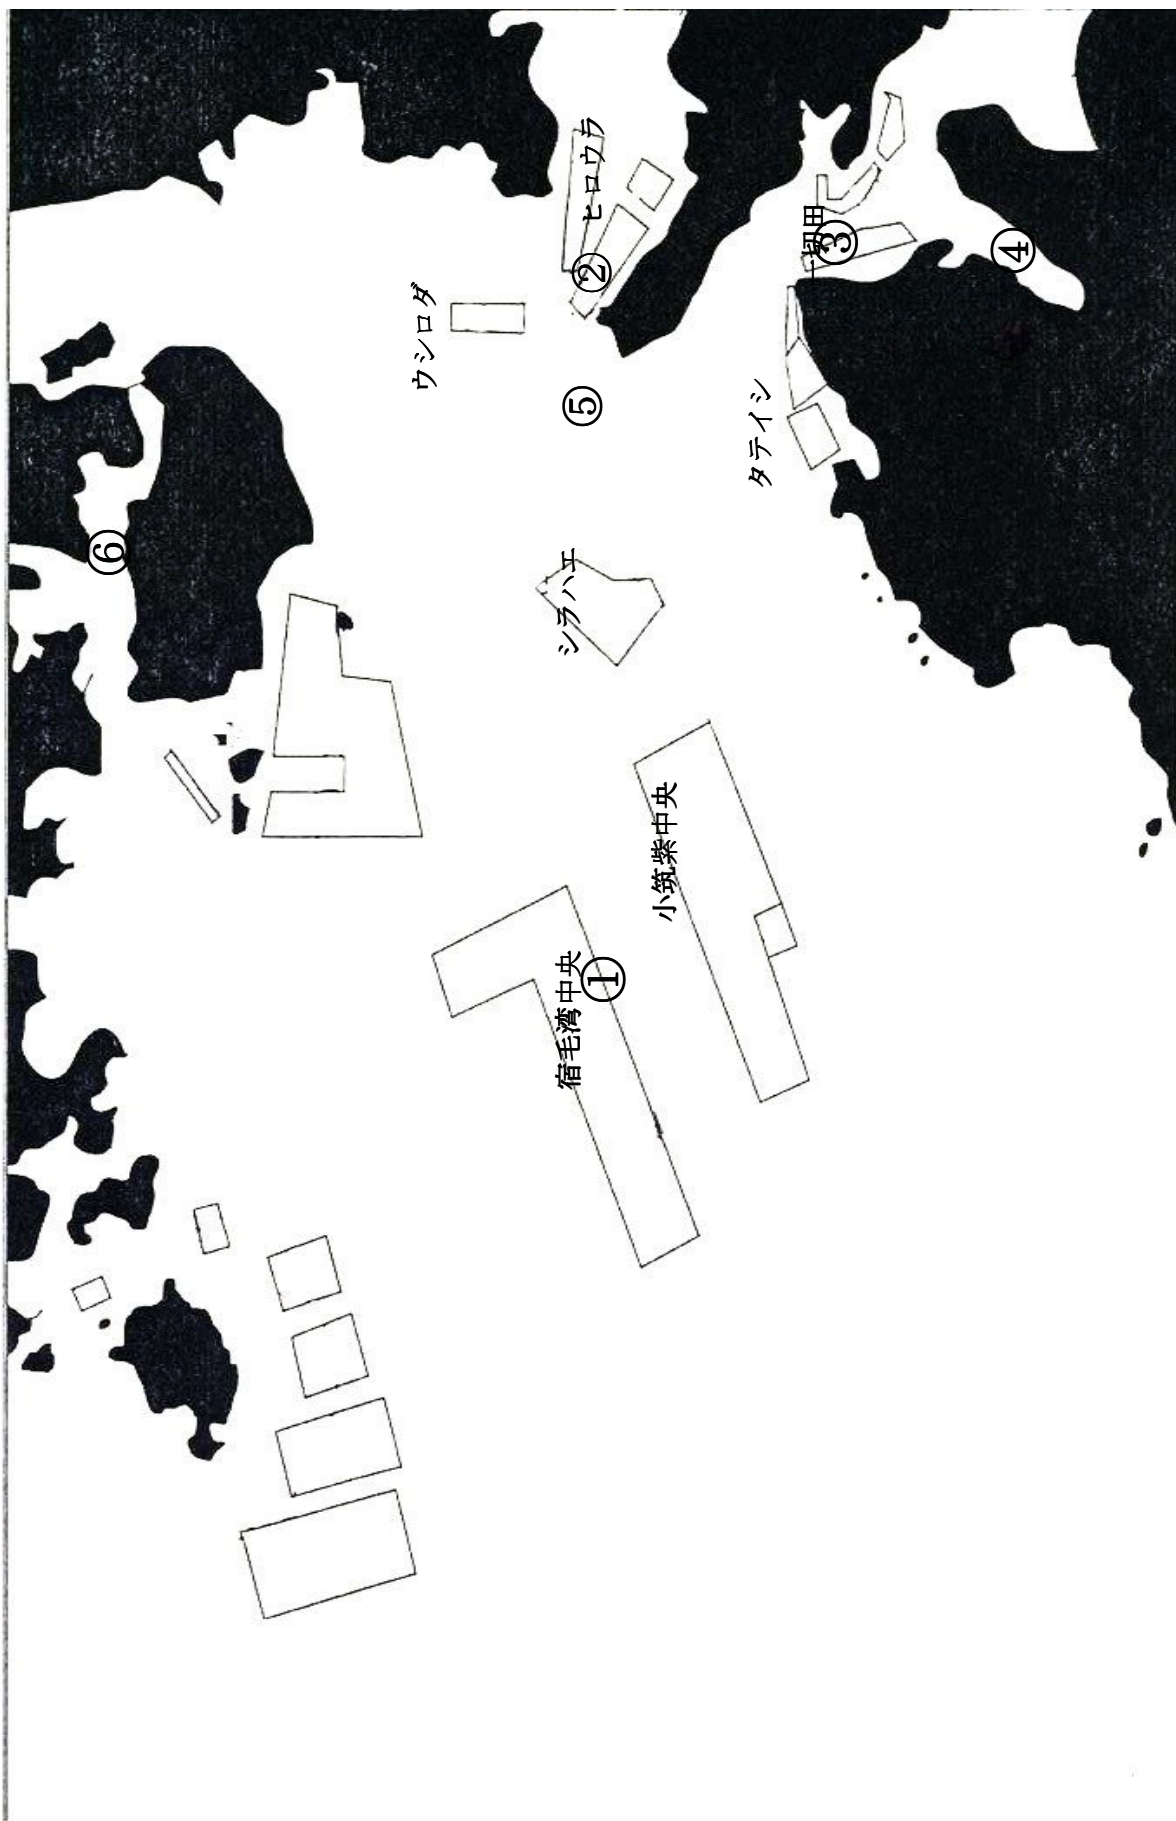 ⑥
ウシロダ
ヒロウラ
②
⑤
一切田
③
④
タテイシ
シラハエ
小筑紫中央
宿毛湾中央
①